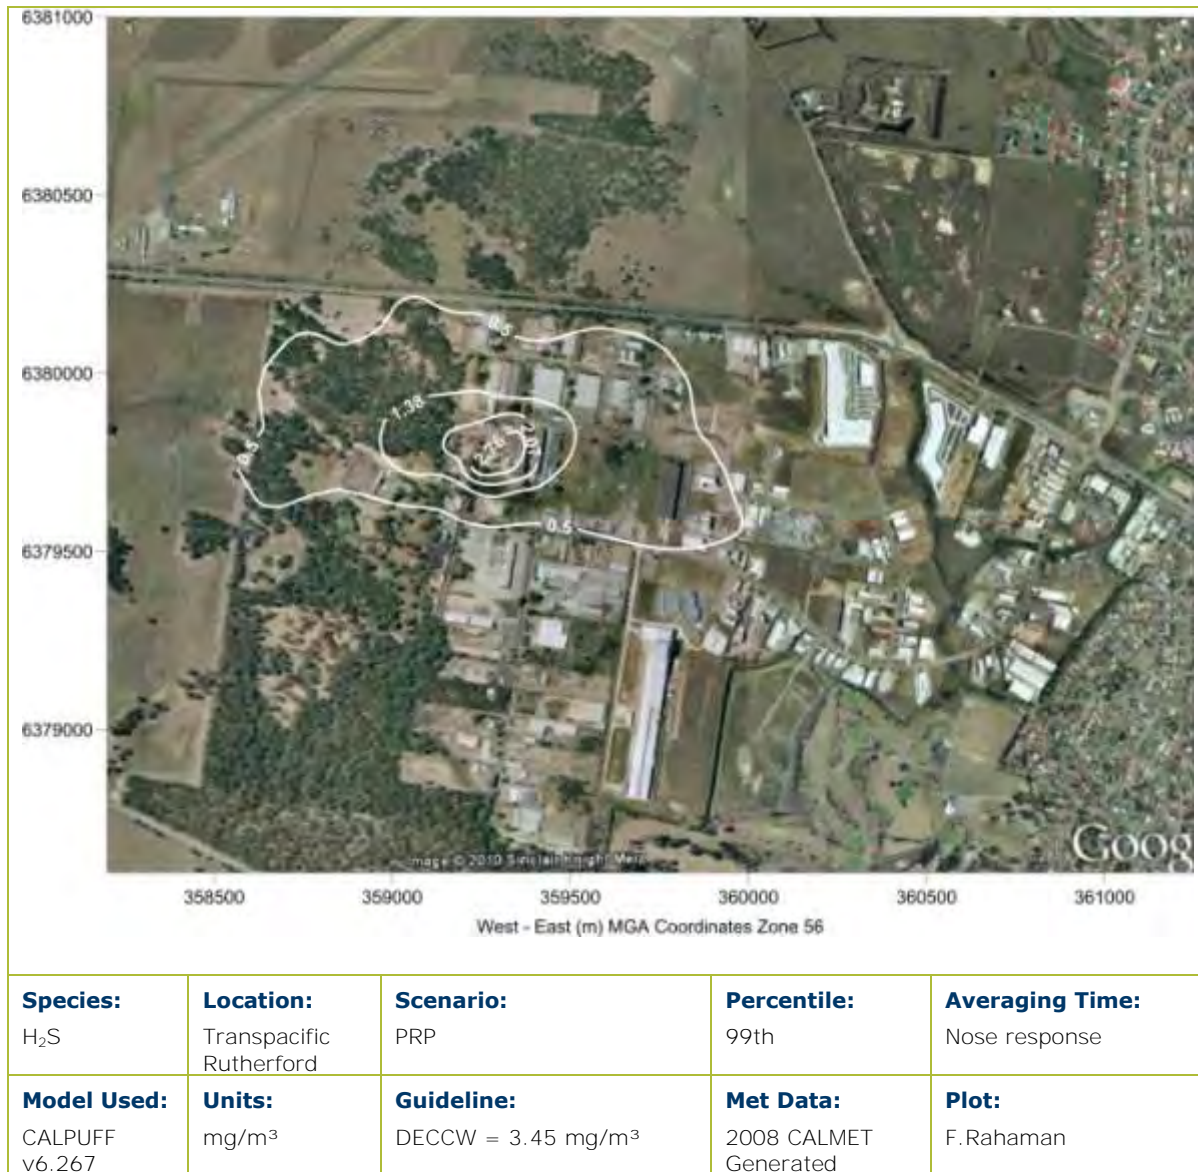 6381000
6380500
6380000
6379500
6379000
0.5
1.38
0.5
0.5
Goog
358500 359000 359500 360000 360500 361000
West - East (m) MGA Coordinates Zone 56
Species: Location: Scenario: Percentile: Averaging Time:
H₂S Transpacific PRP 99th Nose response
Rutherford
Model Used: Units: Guideline: Met Data: Plot:
CALPUFF mg/m³ DECCW = 3.45 mg/m³ 2008 CALMET F.Rahaman
v6.267 Generated